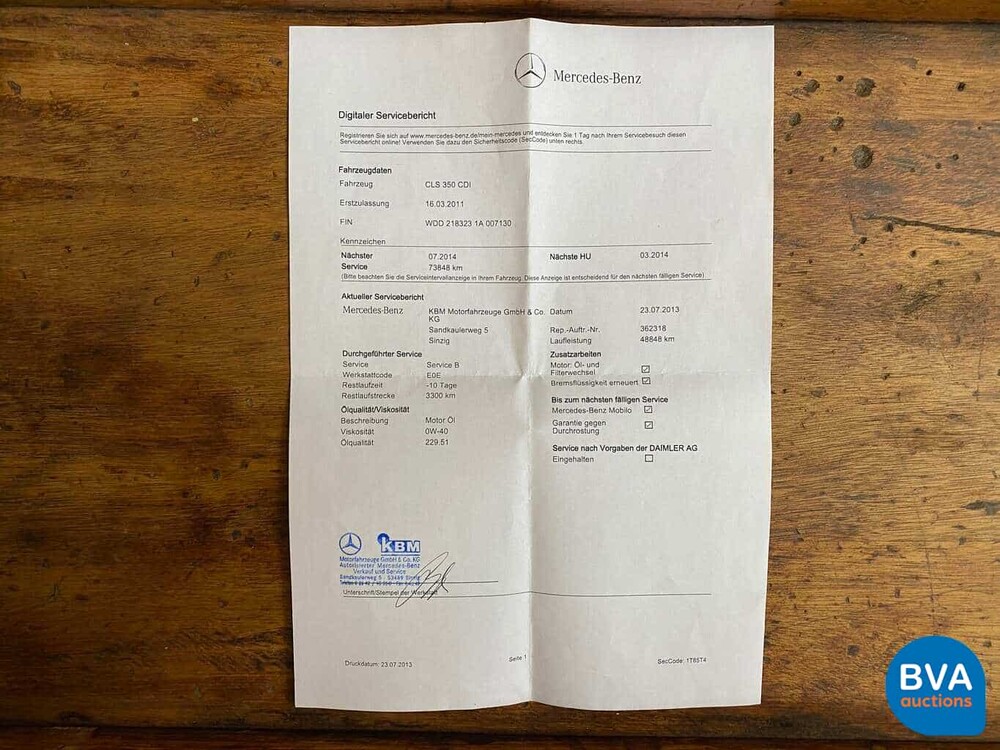 Mercedes-Benz
Digitaler Servicebericht
Registrieren Sie sich auf www.mercedes-benz.de/mein-mercedes und entdecken Sie 1 Tag nach Ihrem Servicebesuch diesen
Servicebericht online! Verwenden Sie dazu den Sicherheitscode (SecCode) unten rechts.
Fahrzeugdaten
Fahrzeug CLS 350 CDI
Erstzulassung 16.03.2011
FIN WDD 218323 1A 007130
Kennzeichen
Nächster Service 07.2014 Nächste HU 03.2014
73848 km
(Bitte beachten Sie die Serviceintervallanzeige in Ihrem Fahrzeug. Diese Anzeige ist entscheidend für den nächsten fälligen Service).
Aktueller Servicebericht
Mercedes-Benz KBM Motorfahrzeuge GmbH & Co. KG
Sandkaulerweg 5
Sinzig
Datum 23.07.2013
Rep.-Auftr.-Nr. 362318
Laufleistung 48848 km
Durchgeführter Service
Service Service B
Werkstattcode E0E
Restlaufzeit -10 Tage
Restlaufstrecke 3300 km
Ölqualität/Viskosität
Beschreibung Motor Öl
Viskosität 0W-40
Ölqualität 229.51
Zusatzarbeiten
Motor: Öl- und
Filterwechsel
Bremsflüssigkeit erneuert
Bis zum nächsten fälligen Service
Mercedes-Benz Mobilo
Garantie gegen
Durchrostung
Service nach Vorgaben der DAIMLER AG
Eingehalten
KBM
Motorfahrzeuge GmbH & Co. KG
Autorisierter Mercedes-Benz
Verkauf und Service
Sandkaulerweg 5 · 53489 Sinzig
Unterschrift/Stempel der Werkstatt
Druckdatum: 23.07.2013 Seite 1 SecCode: 1T85T4
BVA
auctions